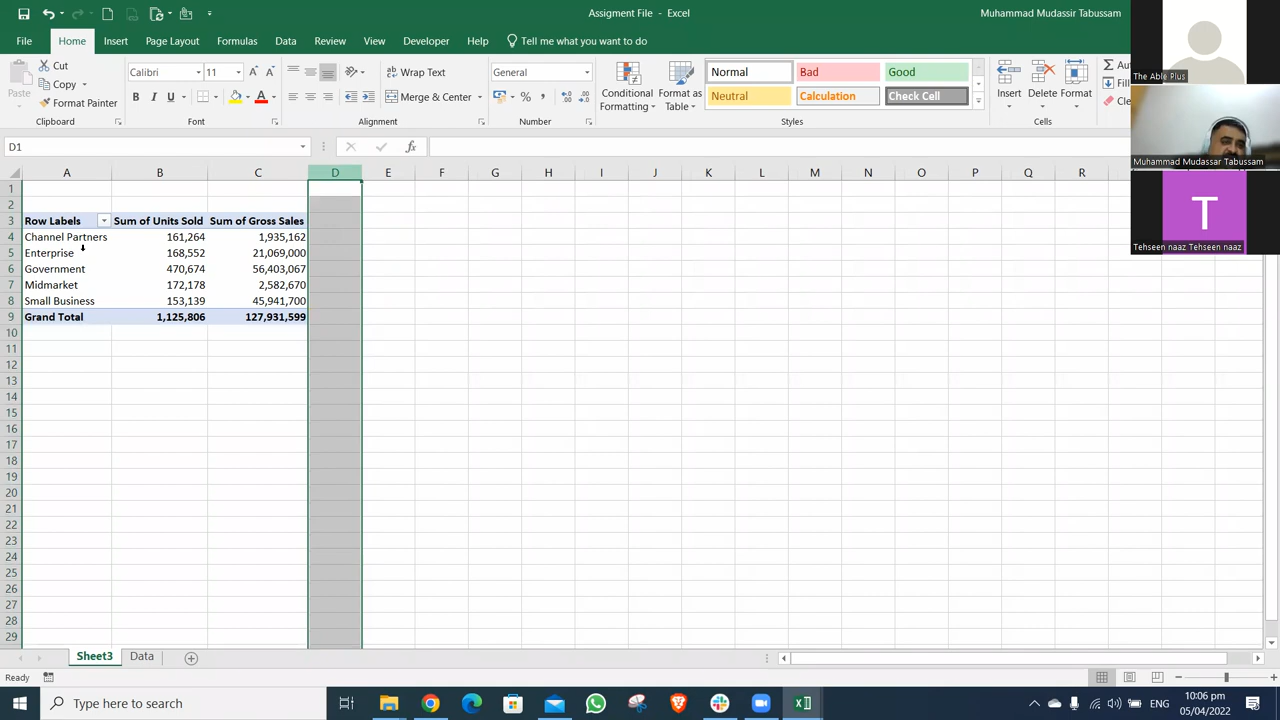 Assigment File - Excel
Muhammad Mudassir Tabussam
File Home Insert Page Layout Formulas Data Review View Developer Help Tell me what you want to do
Paste
Cut
Copy
Format Painter
Clipboard
Calibri 11
B I U
Font
Wrap Text
Merge & Center
Alignment
General
Number
Conditional Formatting
Format as Table
Normal Bad Good
Neutral Calculation Check Cell
Styles
Insert Delete Format
Cells
The Able Plus
Muhammad Mudassar Tabussam
T
Tehseen naaz Tehseen naaz
D1
A B C D E F G H I J K L M N O P Q R
1
2
3 Row Labels Sum of Units Sold Sum of Gross Sales
4 Channel Partners 161,264 1,935,162
5 Enterprise 168,552 21,069,000
6 Government 470,674 56,403,067
7 Midmarket 172,178 2,582,670
8 Small Business 153,139 45,941,700
9 Grand Total 1,125,806 127,931,599
10
11
12
13
14
15
16
17
18
19
20
21
22
23
24
25
26
27
28
29
Sheet3 Data
Ready
Type here to search
ENG
10:06 pm
05/04/2022